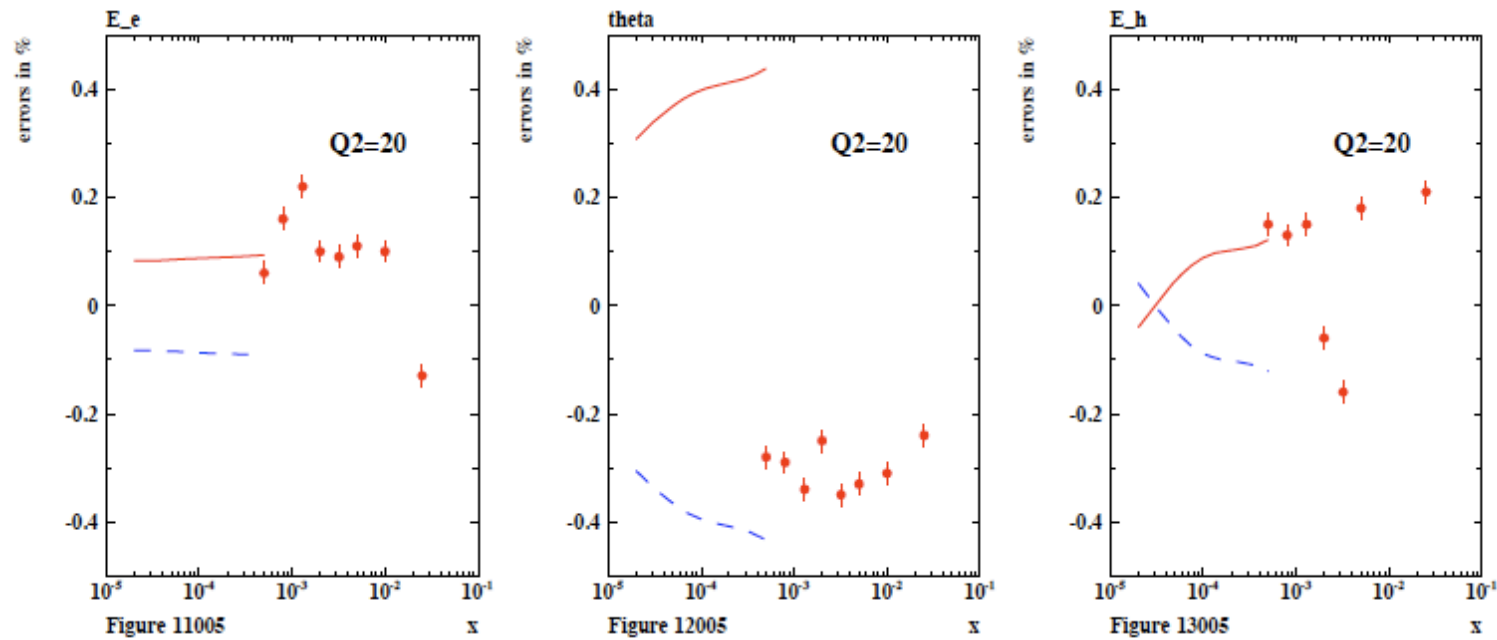 E_e
errors in %
0.4
0.2
0
-0.2
-0.4
Q2=20
10⁻⁵ 10⁻⁴ 10⁻³ 10⁻² 10⁻¹
Figure 11005 x
theta
errors in %
0.4
0.2
0
-0.2
-0.4
Q2=20
10⁻⁵ 10⁻⁴ 10⁻³ 10⁻² 10⁻¹
Figure 12005 x
E_h
errors in %
0.4
0.2
0
-0.2
-0.4
Q2=20
10⁻⁵ 10⁻⁴ 10⁻³ 10⁻² 10⁻¹
Figure 13005 x